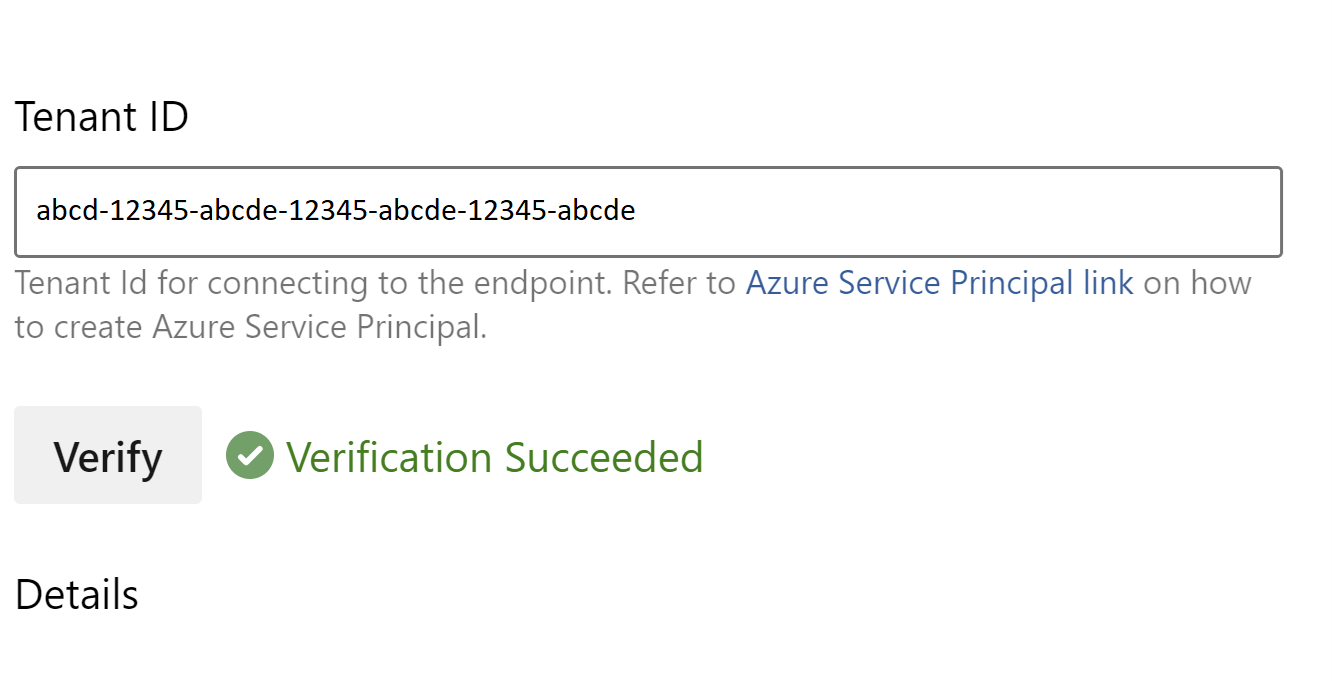 Tenant ID
abcd-12345-abcde-12345-abcde-12345-abcde
Tenant Id for connecting to the endpoint. Refer to Azure Service Principal link on how
to create Azure Service Principal.
Verify Verification Succeeded
Details